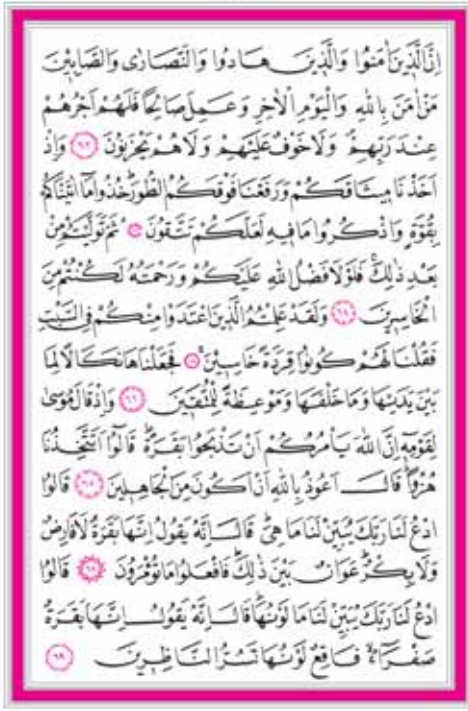 اِنَّ الَّذ۪ينَ اٰمَنُوا وَالَّذ۪ينَ هَادُوا وَالنَّصَارٰى وَالصَّابِـ۪ٔينَ
مَنْ اٰمَنَ بِاللّٰهِ وَالْيَوْمِ الْاٰخِرِ وَعَمِلَ صَالِحًا فَلَهُمْ اَجْرُهُمْ
عِنْدَ رَبِّهِمْۚ وَلَا خَوْفٌ عَلَيْهِمْ وَلَا هُمْ يَحْزَنُونَ ﴿٦٢﴾ وَاِذْ
اَخَذْنَا م۪يثَاقَكُمْ وَرَفَعْنَا فَوْقَكُمُ الطُّورَۜ خُذُوا مَٓا اٰتَيْنَاكُمْ
بِقُوَّةٍ وَاذْكُرُوا مَا ف۪يهِ لَعَلَّكُمْ تَتَّقُونَ ﴿٦٣﴾ ثُمَّ تَوَلَّيْتُمْ مِنْ
بَعْدِ ذٰلِكَۚ فَلَوْلَا فَضْلُ اللّٰهِ عَلَيْكُمْ وَرَحْمَتُهُ لَكُنْتُمْ مِنَ
الْخَاسِر۪ينَ ﴿٦٤﴾ وَلَقَدْ عَلِمْتُمُ الَّذ۪ينَ اعْتَدَوْا مِنْكُمْ فِي السَّبْتِ
فَقُلْنَا لَهُمْ كُونُوا قِرَدَةً خَاسِـ۪ٔينَۚ ﴿٦٥﴾ فَجَعَلْنَاهَا نَكَالًا لِمَا
بَيْنَ يَدَيْهَا وَمَا خَلْفَهَا وَمَوْعِظَةً لِلْمُتَّق۪ينَ ﴿٦٦﴾ وَاِذْ قَالَ مُوسٰى
لِقَوْمِه۪ٓ اِنَّ اللّٰهَ يَأْمُرُكُمْ اَنْ تَذْبَحُوا بَقَرَةًۜ قَالُٓوا اَتَتَّخِذُنَا
هُزُوًاۜ قَالَ اَعُوذُ بِاللّٰهِ اَنْ اَكُونَ مِنَ الْجَاهِل۪ينَ ﴿٦٧﴾ قَالُوا
ادْعُ لَنَا رَبَّكَ يُبَيِّنْ لَنَا مَا هِيَۜ قَالَ اِنَّهُ يَقُولُ اِنَّهَا بَقَرَةٌ لَا فَارِضٌ
وَلَا بِكْرٌۜ عَوَانٌ بَيْنَ ذٰلِكَۜ فَافْعَلُوا مَا تُؤْمَرُونَ ﴿٦٨﴾ قَالُوا
ادْعُ لَنَا رَبَّكَ يُبَيِّنْ لَنَا مَا لَوْنُهَاۜ قَالَ اِنَّهُ يَقُولُ اِنَّهَا بَقَرَةٌ
صَفْرَٓاءُۙ فَاقِعٌ لَوْنُهَا تَسُرُّ النَّاظِر۪ينَ ﴿٦٩﴾